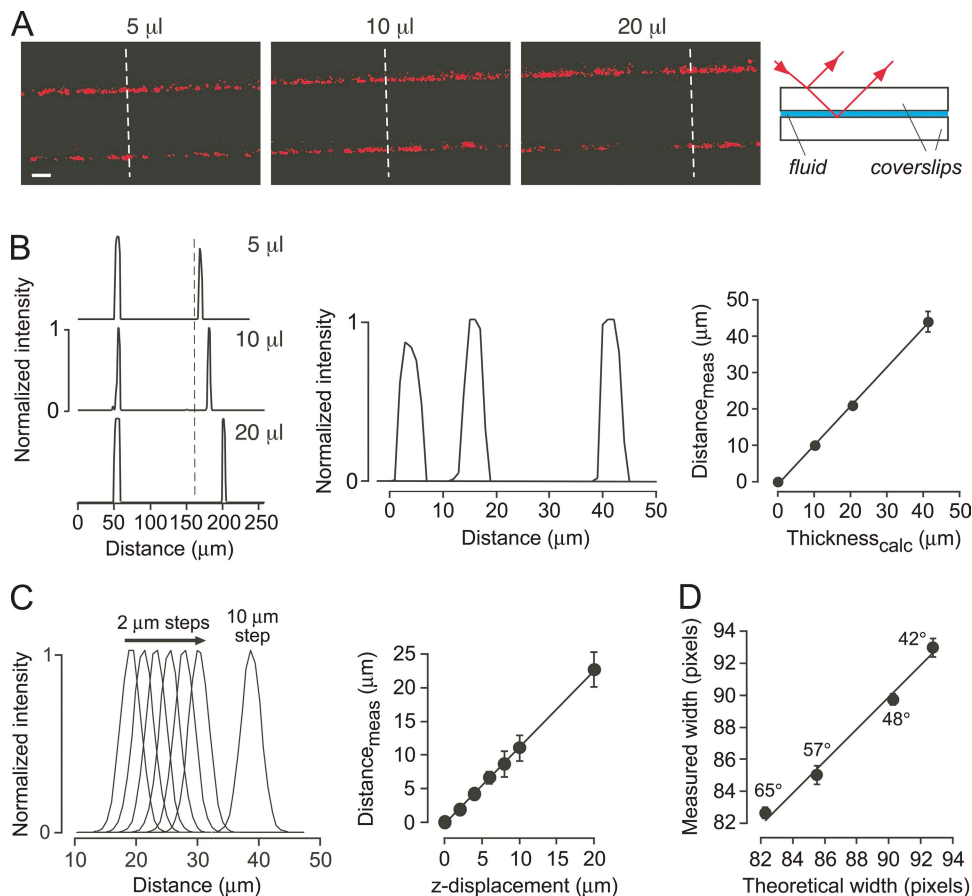 A
5 µl
10 µl
20 µl
fluid
coverslips
B
Normalized intensity
5 µl
10 µl
20 µl
1
0
0 50 100 150 200 250
Distance (µm)
Normalized intensity
1
0
0 10 20 30 40 50
Distance (µm)
Distancemeas (µm)
50
40
30
20
10
0
0 10 20 30 40 50
Thicknesscalc (µm)
C
Normalized intensity
2 µm steps
10 µm
step
1
0
10 20 30 40 50
Distance (µm)
Distancemeas (µm)
25
20
15
10
5
0
0 5 10 15 20
z-displacement (µm)
D
Measured width (pixels)
94
92
90
88
86
84
82
42°
48°
57°
65°
82 84 86 88 90 92 94
Theoretical width (pixels)